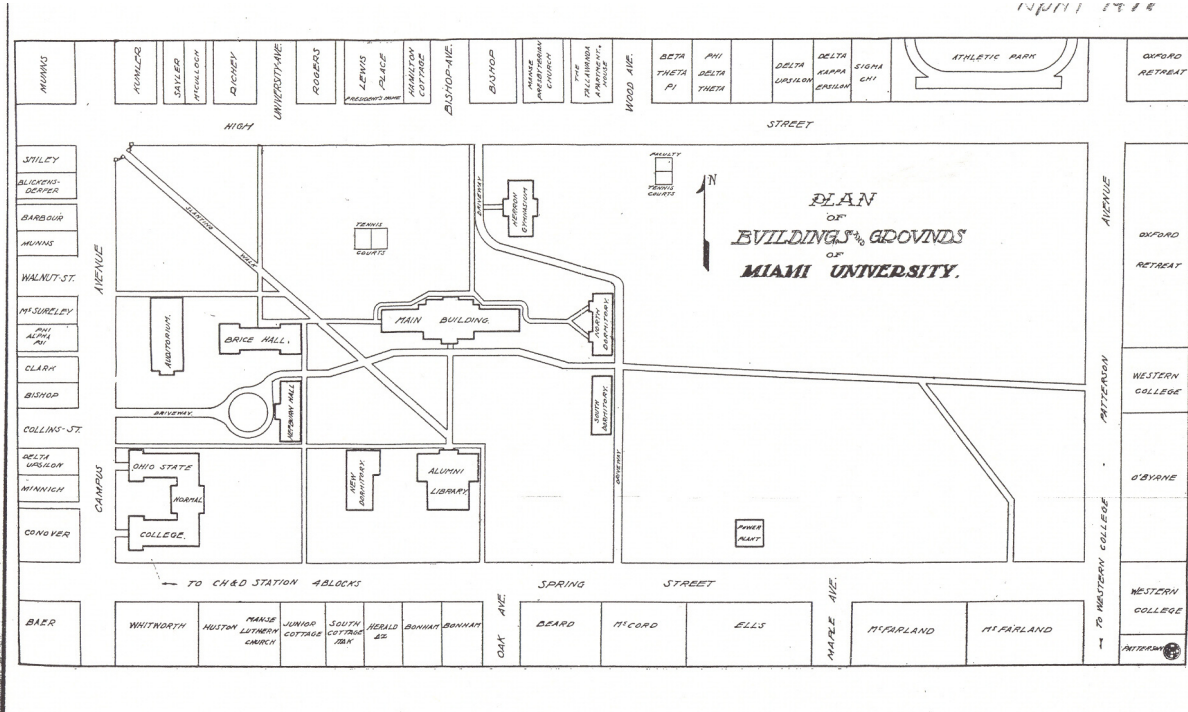 April
MUNNS
KUMLER
SAYLER
McCULLOCH
RICHEY
UNIVERSITY-AVE.
ROGERS
LEWIS
PLACE
PRESIDENT'S HOME
HAMILTON
COTTAGE
BISHOP-AVE.
BISHOP
MANSE
PRESBYTERIAN
CHURCH
THE
TALLAWANDA
APARTMENT.
HOUSE
WOOD AVE.
BETA
THETA
PI
PHI
DELTA
THETA
DELTA
UPSILON
DELTA
KAPPA
EPSILON
SIGMA
CHI
ATHLETIC PARK
OXFORD
RETREAT
HIGH STREET
SMILEY
BLICKENS-
DERFER
BARBOUR
MUNNS
WALNUT-ST.
McSURELEY
PHI
ALPHA
PSI
CLARK
BISHOP
COLLINS-ST.
DELTA
UPSILON
MINNICH
CONOVER
BAER
CAMPUS AVENUE
SLANTING WALK
TENNIS
COURTS
DRIVEWAY
HERRON
GYMNASIUM
FACULTY
TENNIS
COURTS
N
PLAN
OF
BUILDINGS AND GROUNDS
OF
MIAMI UNIVERSITY.
AUDITORIUM.
BRICE HALL.
MAIN BUILDING.
NORTH
DORMITORY.
DRIVEWAY.
HEPBURN HALL
SOUTH
DORMITORY.
DRIVEWAY
OHIO STATE
NORMAL
COLLEGE.
NEW
DORMITORY.
ALUMNI
LIBRARY.
POWER
PLANT
PATTERSON AVENUE
OXFORD
RETREAT
WESTERN
COLLEGE
O'BYRNE
WESTERN
COLLEGE
PATTERSON
→ TO WESTERN COLLEGE
← TO CH&D STATION 4 BLOCKS
SPRING STREET
WHITWORTH
HUSTON
MANSE
LUTHERN
CHURCH
JUNIOR
COTTAGE
SOUTH
COTTAGE
HERALD
BONHAM
BONHAM
OAK AVE.
BEARD
McCORD
ELLS
MAPLE AVE.
McFARLAND
McFARLAND